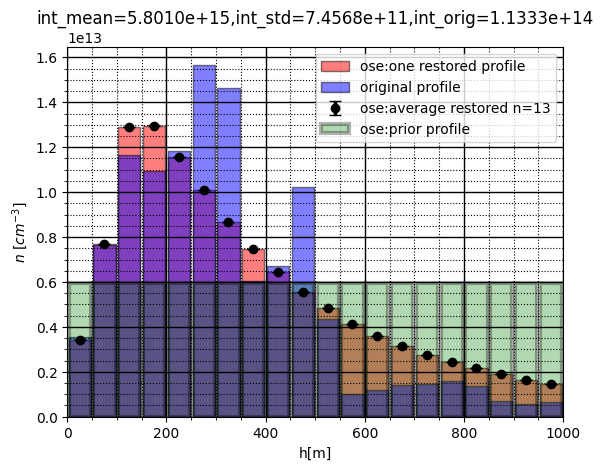 int_mean=5.8010e+15,int_std=7.4568e+11,int_orig=1.1333e+14
1e13
ose:one restored profile
original profile
ose:average restored n=13
ose:prior profile
1.6
1.4
1.2
1.0
0.8
0.6
0.4
0.2
0.0
n [cm⁻³]
0 200 400 600 800 1000
h[m]